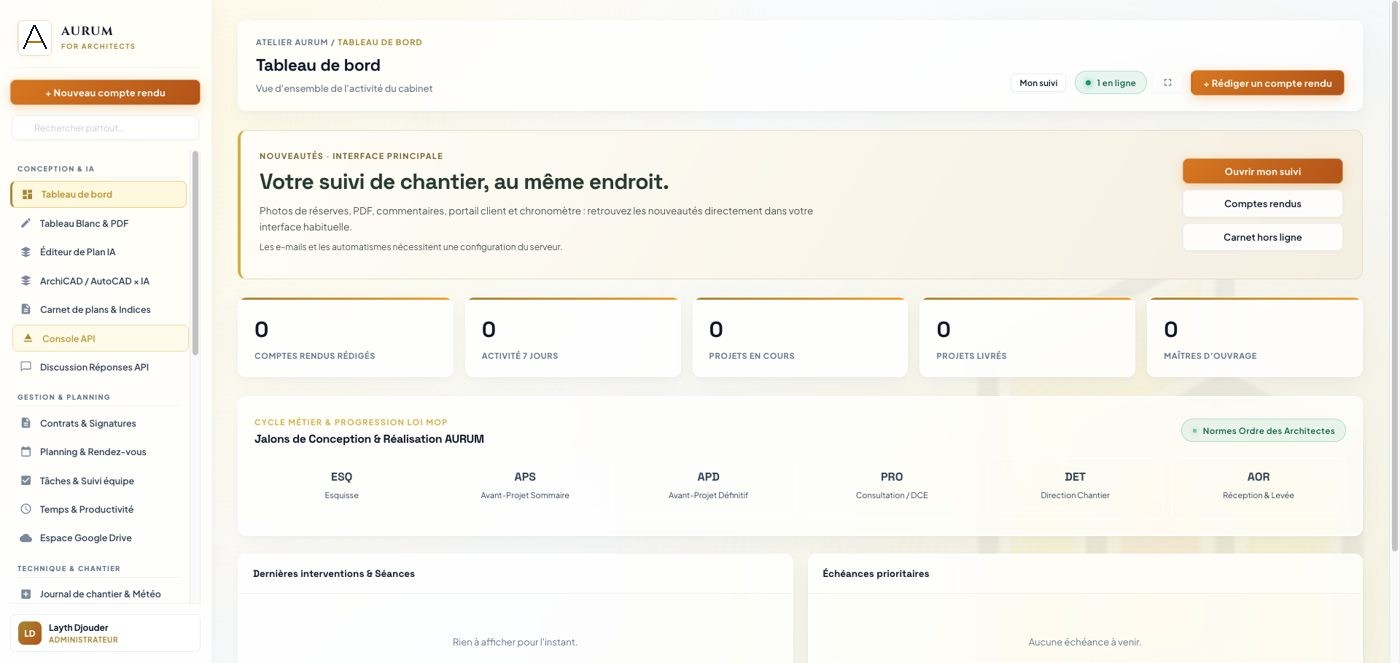 AURUM
FOR ARCHITECTS
+ Nouveau compte rendu
Rechercher partout...
CONCEPTION & IA
Tableau de bord
Tableau Blanc & PDF
Éditeur de Plan IA
ArchiCAD / AutoCAD × IA
Carnet de plans & Indices
Console API
Discussion Réponses API
GESTION & PLANNING
Contrats & Signatures
Planning & Rendez-vous
Tâches & Suivi équipe
Temps & Productivité
Espace Google Drive
TECHNIQUE & CHANTIER
Journal de chantier & Météo
LD
Layth Djouder
ADMINISTRATEUR
ATELIER AURUM / TABLEAU DE BORD
Tableau de bord
Vue d'ensemble de l'activité du cabinet
Mon suivi
1 en ligne
+ Rédiger un compte rendu
NOUVEAUTÉS · INTERFACE PRINCIPALE
Votre suivi de chantier, au même endroit.
Photos de réserves, PDF, commentaires, portail client et chronomètre : retrouvez les nouveautés directement dans votre
interface habituelle.
Les e-mails et les automatismes nécessitent une configuration du serveur.
Ouvrir mon suivi
Comptes rendus
Carnet hors ligne
0
COMPTES RENDUS RÉDIGÉS
0
ACTIVITÉ 7 JOURS
0
PROJETS EN COURS
0
PROJETS LIVRÉS
0
MAÎTRES D'OUVRAGE
CYCLE MÉTIER & PROGRESSION LOI MOP
Jalons de Conception & Réalisation AURUM
Normes Ordre des Architectes
ESQ
Esquisse
APS
Avant-Projet Sommaire
APD
Avant-Projet Définitif
PRO
Consultation / DCE
DET
Direction Chantier
AOR
Réception & Levée
Dernières interventions & Séances
Rien à afficher pour l'instant.
Échéances prioritaires
Aucune échéance à venir.